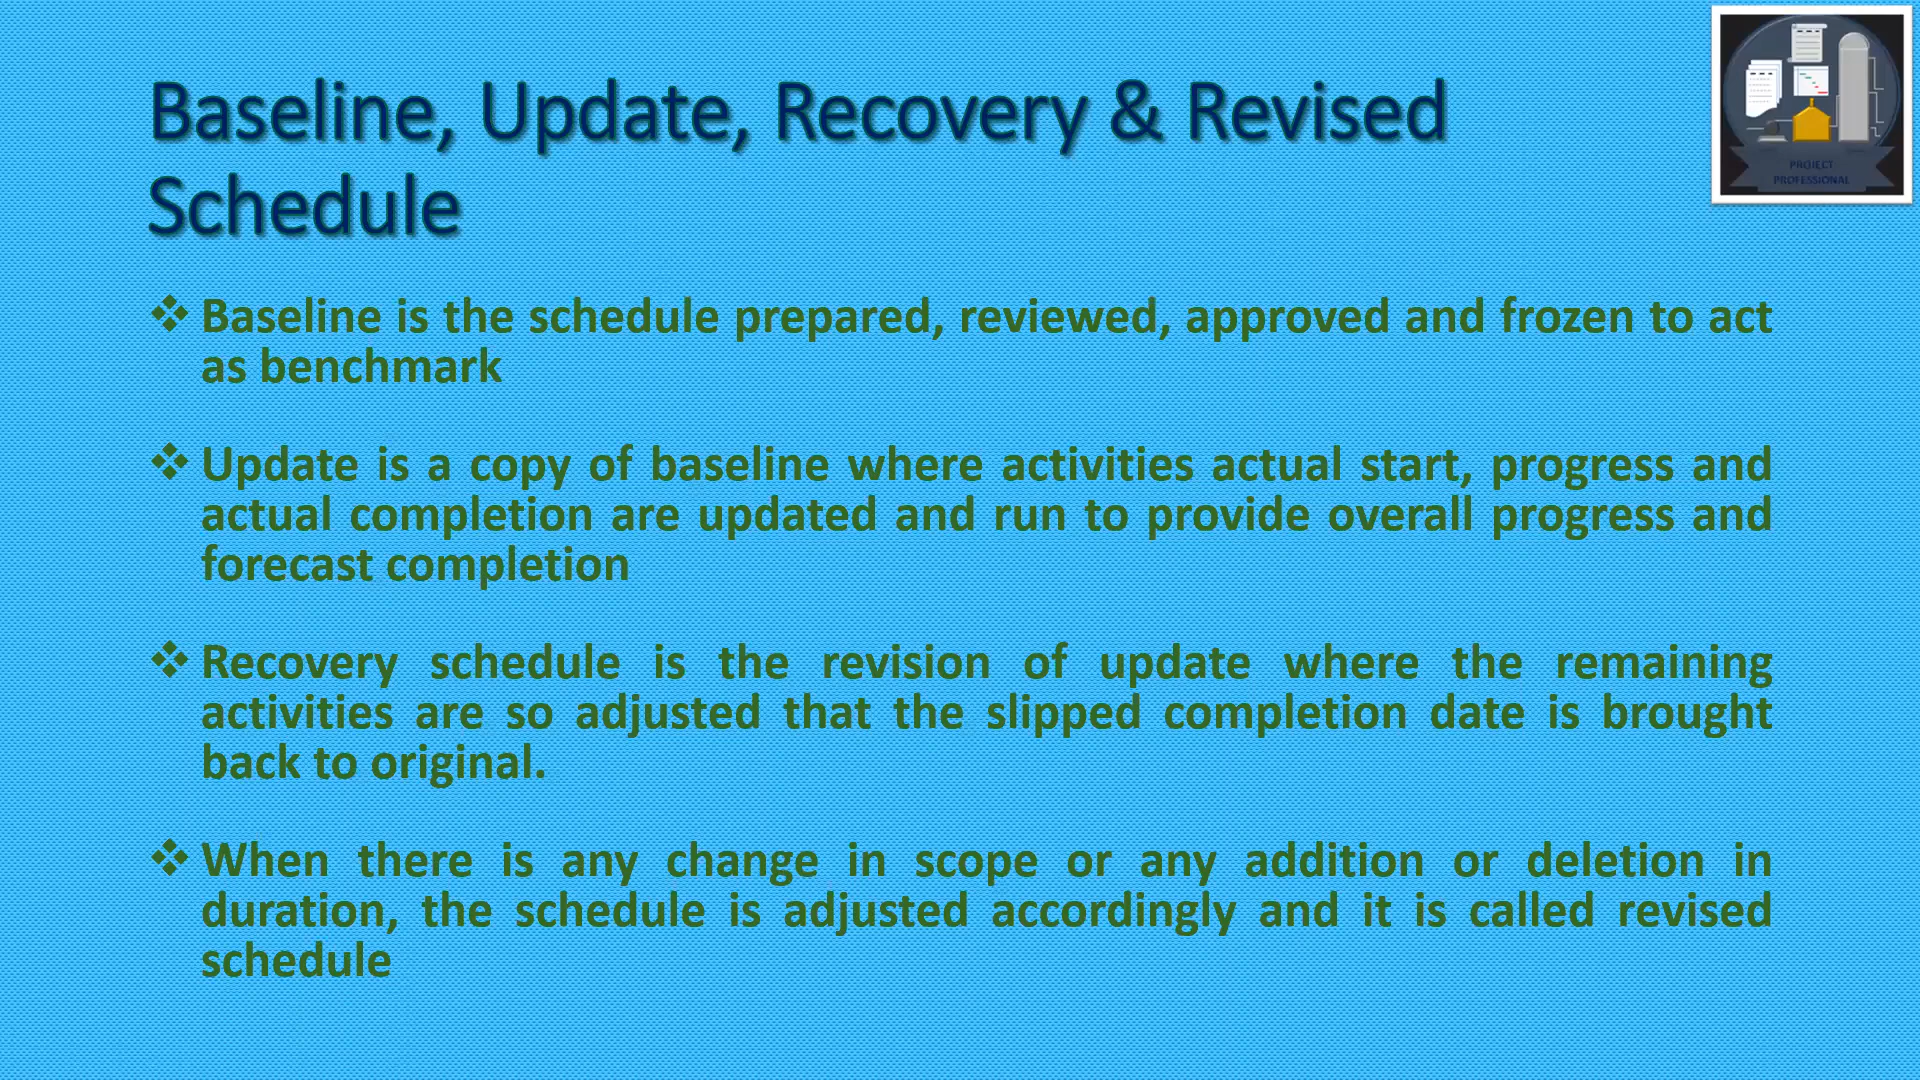 Baseline, Update, Recovery & Revised
Schedule
PROJECT
PROFESSIONAL
❖ Baseline is the schedule prepared, reviewed, approved and frozen to act
as benchmark
❖ Update is a copy of baseline where activities actual start, progress and
actual completion are updated and run to provide overall progress and
forecast completion
❖ Recovery schedule is the revision of update where the remaining
activities are so adjusted that the slipped completion date is brought
back to original.
❖ When there is any change in scope or any addition or deletion in
duration, the schedule is adjusted accordingly and it is called revised
schedule